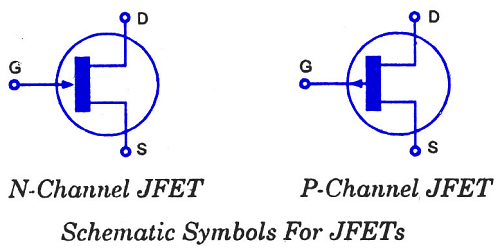 D D
G G
S S
N-Channel JFET P-Channel JFET
Schematic Symbols For JFETs